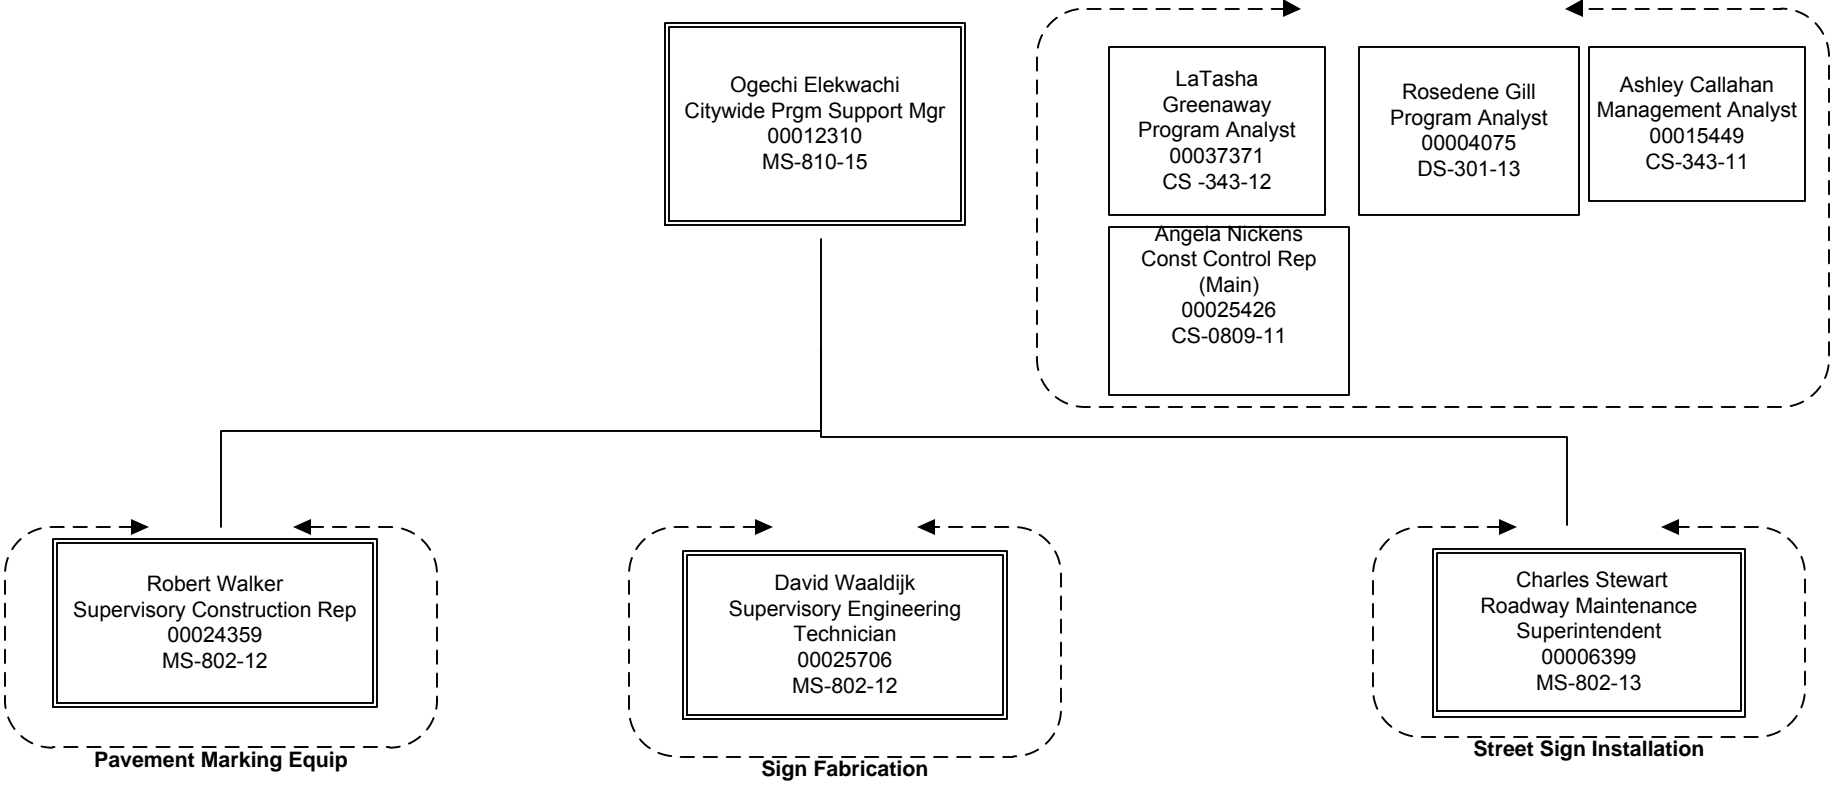 Ogechi Elekwachi
Citywide Prgm Support Mgr
00012310
MS-810-15
LaTasha
Greenaway
Program Analyst
00037371
CS -343-12
Rosedene Gill
Program Analyst
00004075
DS-301-13
Ashley Callahan
Management Analyst
00015449
CS-343-11
Angela Nickens
Const Control Rep
(Main)
00025426
CS-0809-11
Robert Walker
Supervisory Construction Rep
00024359
MS-802-12
Pavement Marking Equip
David Waaldijk
Supervisory Engineering
Technician
00025706
MS-802-12
Sign Fabrication
Charles Stewart
Roadway Maintenance
Superintendent
00006399
MS-802-13
Street Sign Installation